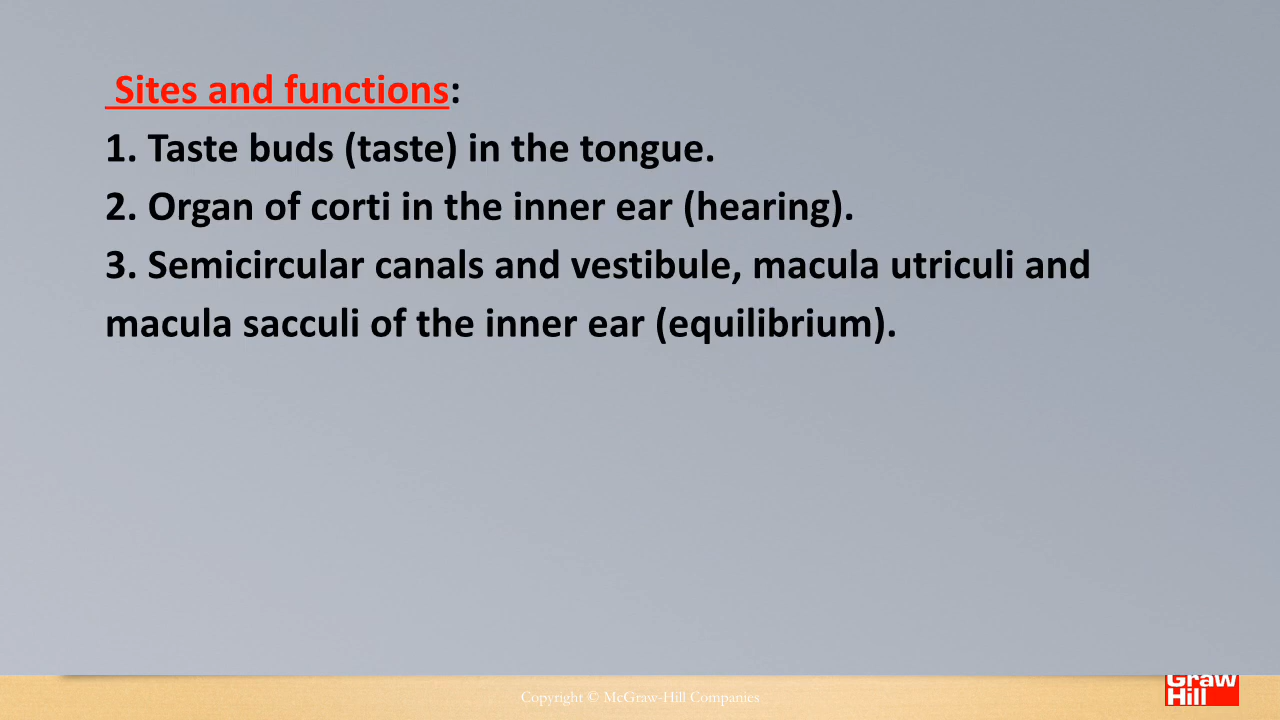 Sites and functions:
1. Taste buds (taste) in the tongue.
2. Organ of corti in the inner ear (hearing).
3. Semicircular canals and vestibule, macula utriculi and
macula sacculi of the inner ear (equilibrium).
Copyright © McGraw-Hill Companies
Graw
Hill